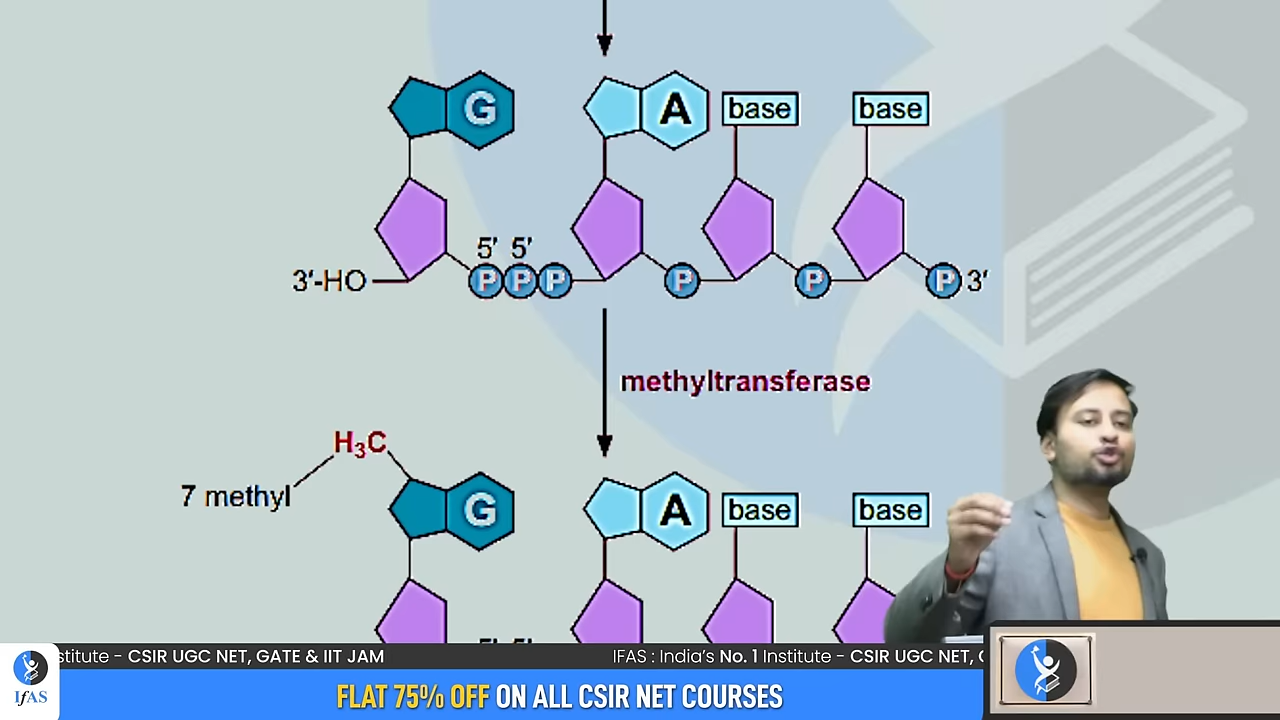 G A base base
5′ 5′
3′-HO P P P P P P 3′
methyltransferase
H₃C
7 methyl
G A base base
stitute - CSIR UGC NET, GATE & IIT JAM IFAS : India's No. 1 Institute - CSIR UGC NET,
IfAS
FLAT 75% OFF ON ALL CSIR NET COURSES